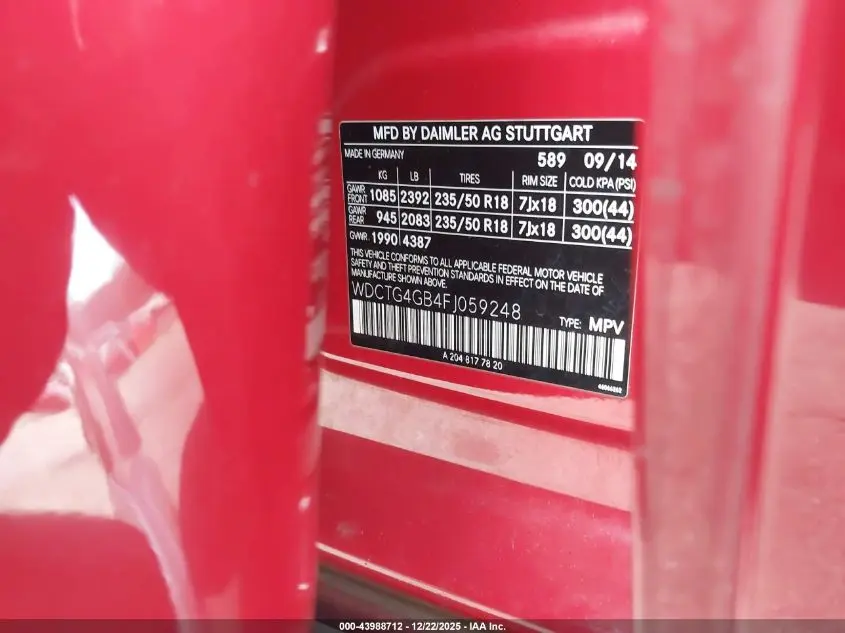 MFD BY DAIMLER AG STUTTGART
MADE IN GERMANY 589 09/14
KG LB TIRES RIM SIZE COLD KPA (PSI)
GAWR FRONT 1085 2392 235/50 R18 7Jx18 300(44)
GAWR REAR 945 2083 235/50 R18 7Jx18 300(44)
GVWR 1990 4387
THIS VEHICLE CONFORMS TO ALL APPLICABLE FEDERAL MOTOR VEHICLE
SAFETY AND THEFT PREVENTION STANDARDS IN EFFECT ON THE DATE OF
MANUFACTURE SHOWN ABOVE.
WDCTG4GB4FJ059248
TYPE: MPV
A 204 817 78 20
000-43988712 - 12/22/2025 - IAA Inc.